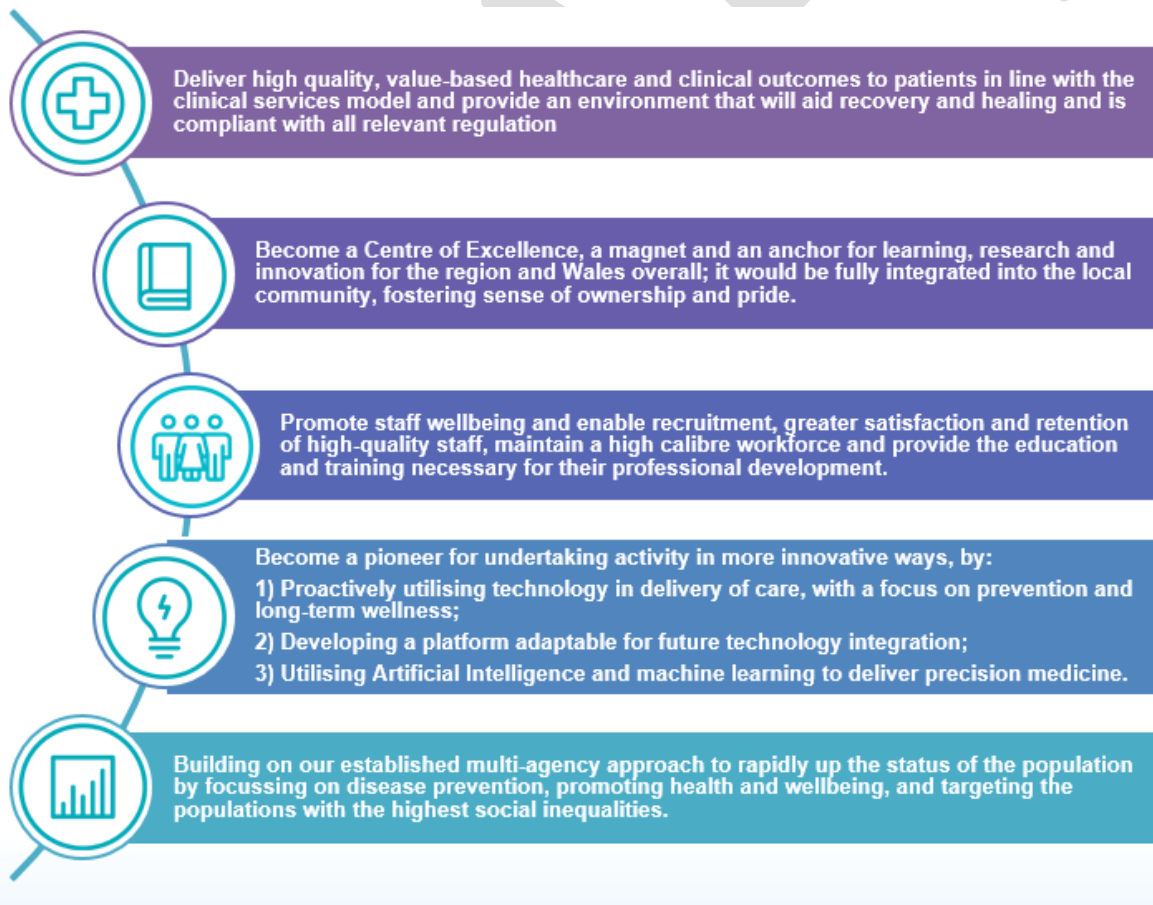 Deliver high quality, value-based healthcare and clinical outcomes to patients in line with the
clinical services model and provide an environment that will aid recovery and healing and is
compliant with all relevant regulation
Become a Centre of Excellence, a magnet and an anchor for learning, research and
innovation for the region and Wales overall; it would be fully integrated into the local
community, fostering sense of ownership and pride.
Promote staff wellbeing and enable recruitment, greater satisfaction and retention
of high-quality staff, maintain a high calibre workforce and provide the education
and training necessary for their professional development.
Become a pioneer for undertaking activity in more innovative ways, by:
1) Proactively utilising technology in delivery of care, with a focus on prevention and
long-term wellness;
2) Developing a platform adaptable for future technology integration;
3) Utilising Artificial Intelligence and machine learning to deliver precision medicine.
Building on our established multi-agency approach to rapidly up the status of the population
by focussing on disease prevention, promoting health and wellbeing, and targeting the
populations with the highest social inequalities.